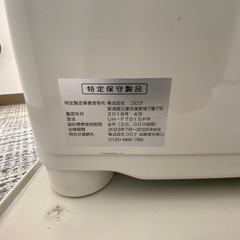 特定保守製品
特定製造事業者等名 株式会社 コロナ
新潟県三条市東新保7番7号
製造年月 2016年 4月
型式 UH-F7015PR
設計標準使用期間 8年 (20,000時間)
点検期間 2023年7月~2025年6月
問合せ連絡先 株式会社 コロナ 点検受付窓口
0120-665-785